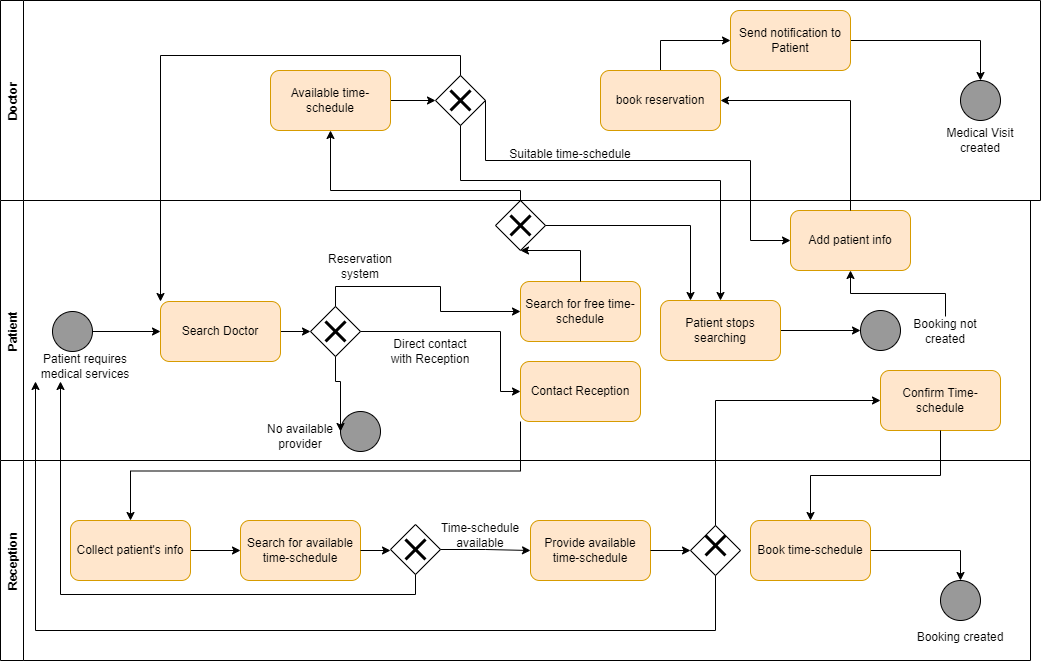 Doctor
Send notification to
Patient
Available time-
schedule
book reservation
Medical Visit
created
Suitable time-schedule
Patient
Add patient info
Reservation
system
Search for free time-
schedule
Search Doctor
Patient stops
searching
Booking not
created
Patient requires
medical services
Direct contact
with Reception
Contact Reception
Confirm Time-
schedule
No available
provider
Reception
Collect patient's info
Search for available
time-schedule
Time-schedule
available
Provide available
time-schedule
Book time-schedule
Booking created